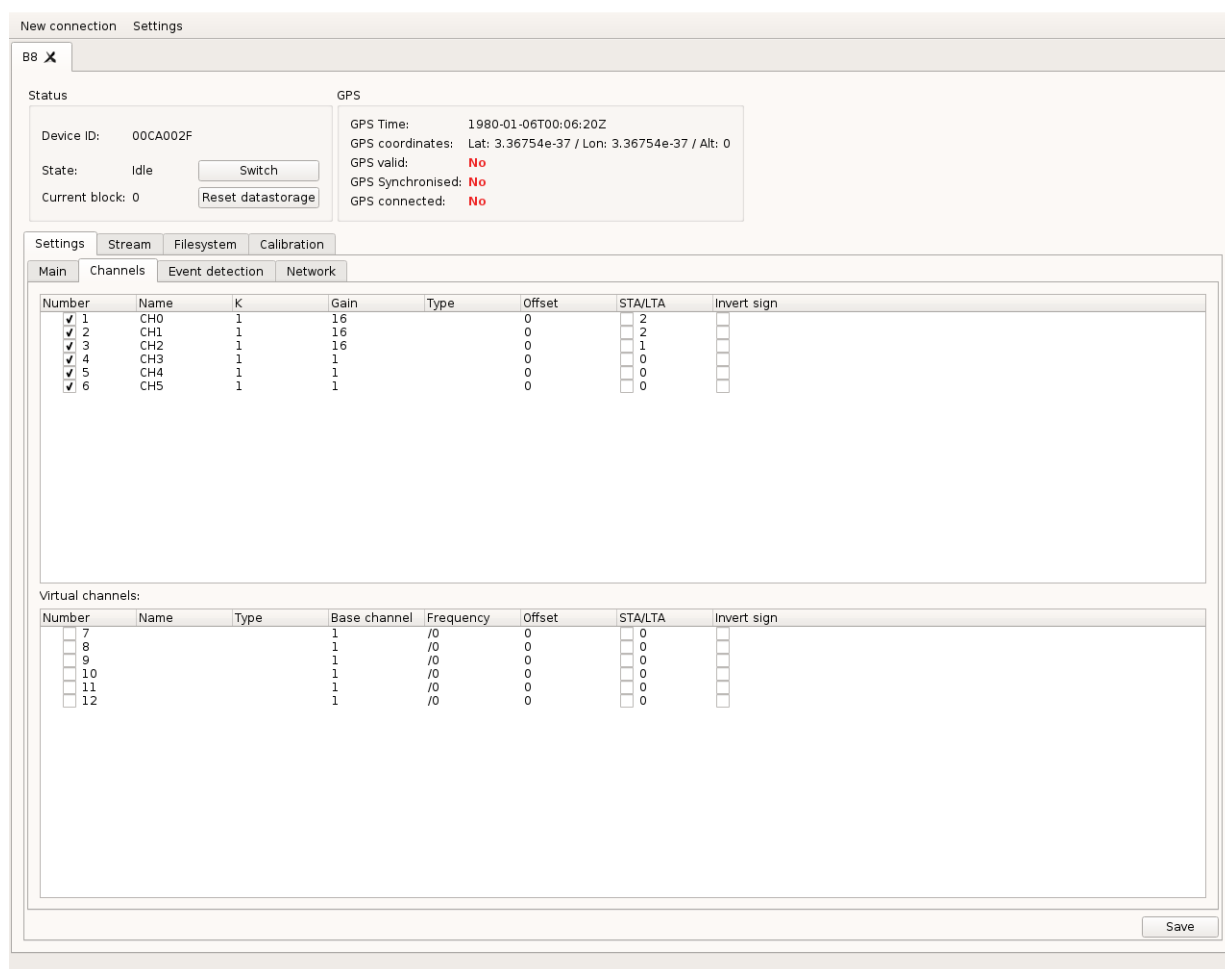 New connection Settings
B8
Status GPS
Device ID: 00CA002F
State: Idle Switch
Current block: 0 Reset datastorage
GPS Time: 1980-01-06T00:06:20Z
GPS coordinates: Lat: 3.36754e-37 / Lon: 3.36754e-37 / Alt: 0
GPS valid: No
GPS Synchronised: No
GPS connected: No
Settings Stream Filesystem Calibration
Main Channels Event detection Network
Number Name K Gain Type Offset STA/LTA Invert sign
1 CH0 1 16 0 2
2 CH1 1 16 0 2
3 CH2 1 16 0 1
4 CH3 1 1 0 0
5 CH4 1 1 0 0
6 CH5 1 1 0 0
Virtual channels:
Number Name Type Base channel Frequency Offset STA/LTA Invert sign
7 1 /0 0 0
8 1 /0 0 0
9 1 /0 0 0
10 1 /0 0 0
11 1 /0 0 0
12 1 /0 0 0
Save